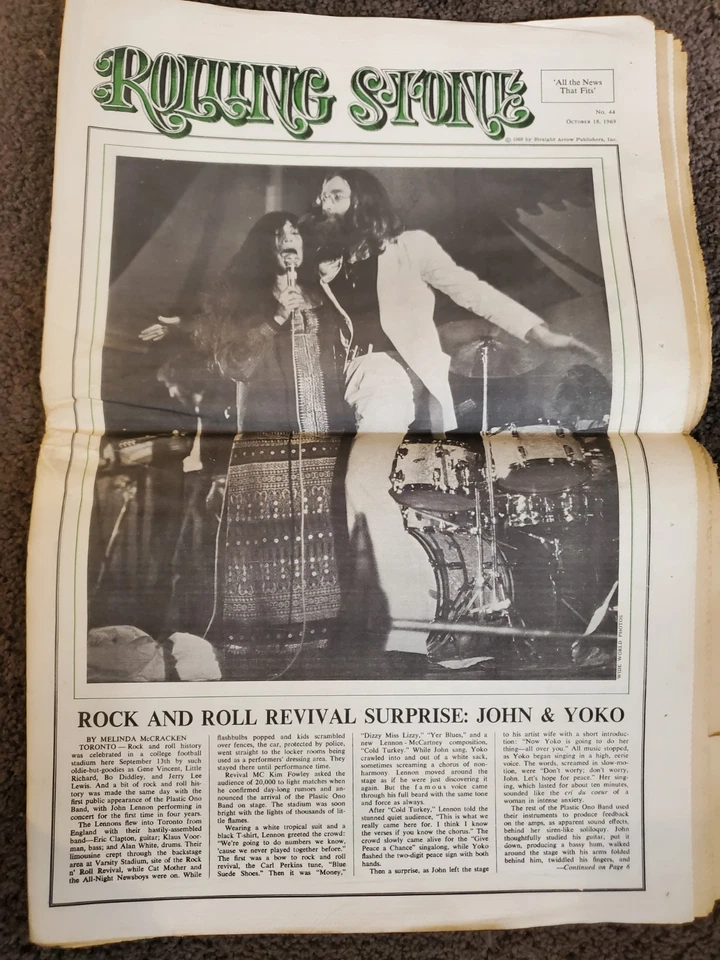 ROLLING STONE
'All the News
That Fits'
No. 44
October 18, 1969
© 1969 by Straight Arrow Publishers, Inc.
WIDE WORLD PHOTOS
ROCK AND ROLL REVIVAL SURPRISE: JOHN & YOKO
BY MELINDA McCRACKEN
TORONTO—Rock and roll history
was celebrated in a college football
stadium here September 13th by such
oldie-but-goodies as Gene Vincent, Little
Richard, Bo Diddley, and Jerry Lee
Lewis. And a bit of rock and roll his-
tory was made the same day with the
first public appearance of the Plastic Ono
Band, with John Lennon performing in
concert for the first time in four years.
The Lennons flew into Toronto from
England with their hastily-assembled
band—Eric Clapton, guitar; Klaus Voor-
man, bass; and Alan White, drums. Their
limousine crept through the backstage
area at Varsity Stadium, site of the Rock
n' Roll Revival, while Cat Mother and
the All-Night Newsboys were on. While
flashbulbs popped and kids scrambled
over fences, the car, protected by police,
went straight to the locker rooms being
used as a performers' dressing area. They
stayed there until performance time.
Revival MC Kim Fowley asked the
audience of 20,000 to light matches when
he confirmed day-long rumors and an-
nounced the arrival of the Plastic Ono
Band on stage. The stadium was soon
bright with the lights of thousands of lit-
tle flames.
Wearing a white tropical suit and a
black T-shirt, Lennon greeted the crowd:
"We're going to do numbers we know,
'cause we never played together before."
The first was a bow to rock and roll
revival, the Carl Perkins tune, "Blue
Suede Shoes." Then it was "Money,"
"Dizzy Miss Lizzy," "Yer Blues," and a
new Lennon-McCartney composition,
"Cold Turkey." While John sang, Yoko
crawled into and out of a white sack,
sometimes screaming a chorus of non-
harmony. Lennon moved around the
stage as if he were just discovering it
again. But the famous voice came
through his full beard with the same tone
and force as always.
After "Cold Turkey," Lennon told the
stunned quiet audience, "This is what we
really came here for. I think I know
the verses if you know the chorus." The
crowd slowly came alive for the "Give
Peace a Chance" singalong, while Yoko
flashed the two-digit peace sign with both
hands.
Then a surprise, as John left the stage
to his artist wife with a short introduc-
tion: "Now Yoko is going to do her
thing—all over you." All music stopped,
as Yoko began singing in a high, eerie
voice. The words, screamed in slow-mo-
tion, were "Don't worry; don't worry,
John. Let's hope for peace." Her sing-
ing, which lasted for about ten minutes,
sounded like the cri du coeur of a
woman in intense anxiety.
The rest of the Plastic Ono Band used
their instruments to produce feedback
on the amps, as apparent sound effects,
behind her siren-like soliloquy. John
thoughtfully studied his guitar, put it
down, producing a bassy hum, walked
around the stage with his arms folded
behind him, twiddled his fingers, and
—Continued on Page 6